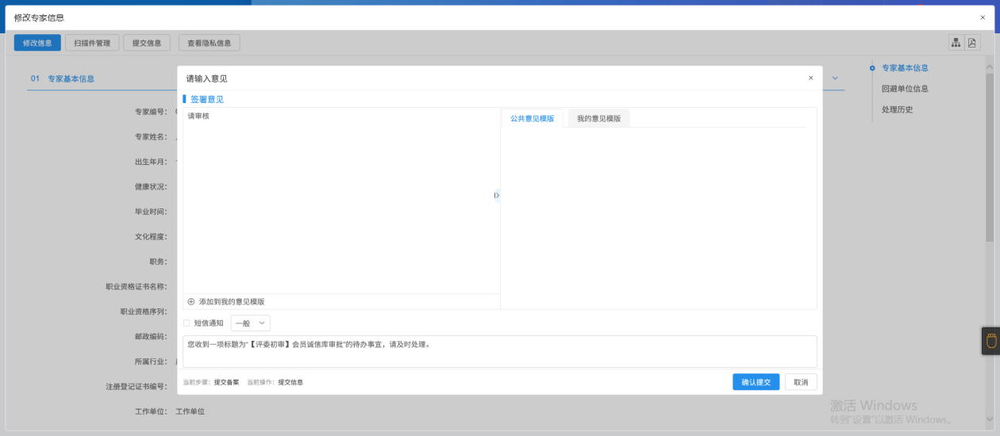 修改专家信息
修改信息 扫描件管理 提交信息 查看隐私信息
01 专家基本信息
专家编号：
专家姓名：
出生年月：
健康状况：
毕业时间：
文化程度：
职务：
职业资格证书名称：
职业资格序列：
邮政编码：
所属行业：
注册登记证书编号：
工作单位： 工作单位
请输入意见
签署意见
请审核
公共意见模版 我的意见模版
添加到我的意见模版
短信通知 一般
您收到一项标题为“【评委初审】会员诚信库审批”的待办事宜，请及时处理。
当前步骤：提交备案 当前操作：提交信息
确认提交 取消
专家基本信息
回避单位信息
处理历史
激活 Windows
转到“设置”以激活 Windows。